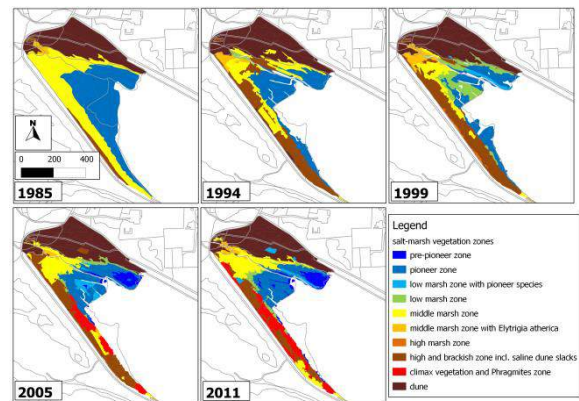 N
0 200 400
1985
1994
1999
2005
2011
Legend
salt-marsh vegetation zones
pre-pioneer zone
pioneer zone
low marsh zone with pioneer species
low marsh zone
middle marsh zone
middle marsh zone with Elytrigia atherica
high marsh zone
high and brackish zone incl. saline dune slacks
climax vegetation and Phragmites zone
dune